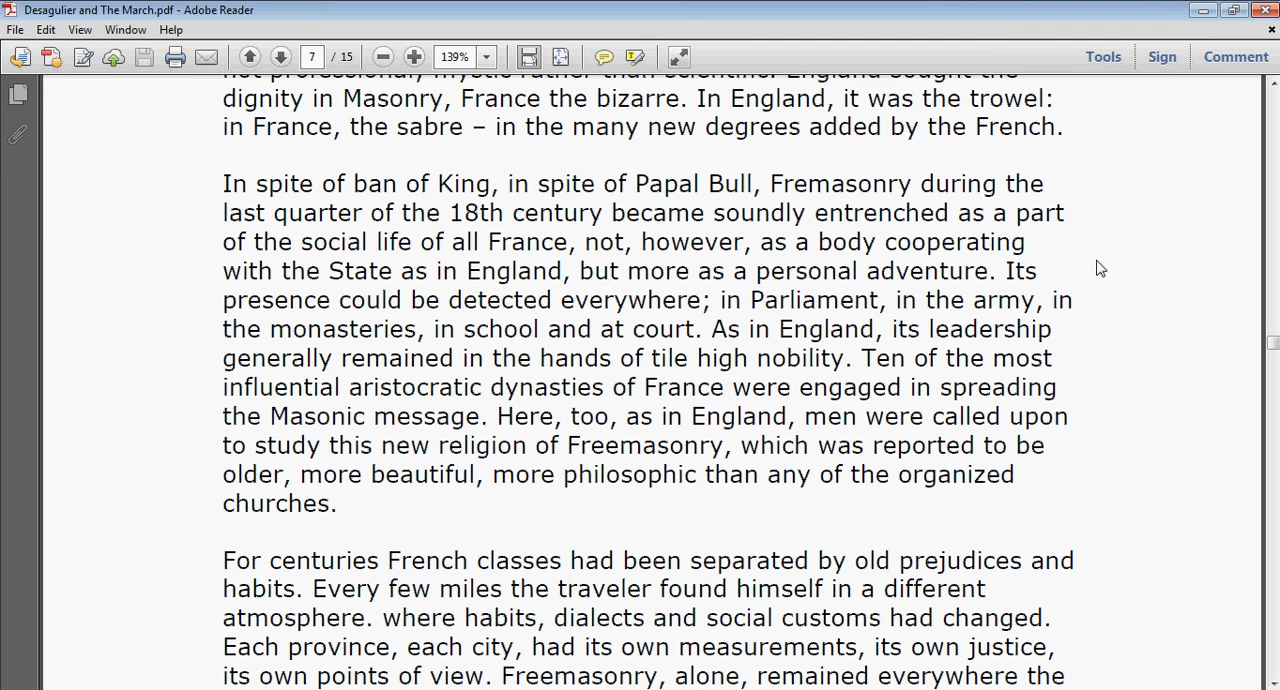 Desagulier and The March.pdf - Adobe Reader
File Edit View Window Help
7 / 15 139% Tools Sign Comment
not professional, mystic rather than scientific. England sought the
dignity in Masonry, France the bizarre. In England, it was the trowel:
in France, the sabre – in the many new degrees added by the French.
In spite of ban of King, in spite of Papal Bull, Fremasonry during the
last quarter of the 18th century became soundly entrenched as a part
of the social life of all France, not, however, as a body cooperating
with the State as in England, but more as a personal adventure. Its
presence could be detected everywhere; in Parliament, in the army, in
the monasteries, in school and at court. As in England, its leadership
generally remained in the hands of tile high nobility. Ten of the most
influential aristocratic dynasties of France were engaged in spreading
the Masonic message. Here, too, as in England, men were called upon
to study this new religion of Freemasonry, which was reported to be
older, more beautiful, more philosophic than any of the organized
churches.
For centuries French classes had been separated by old prejudices and
habits. Every few miles the traveler found himself in a different
atmosphere. where habits, dialects and social customs had changed.
Each province, each city, had its own measurements, its own justice,
its own points of view. Freemasonry, alone, remained everywhere the